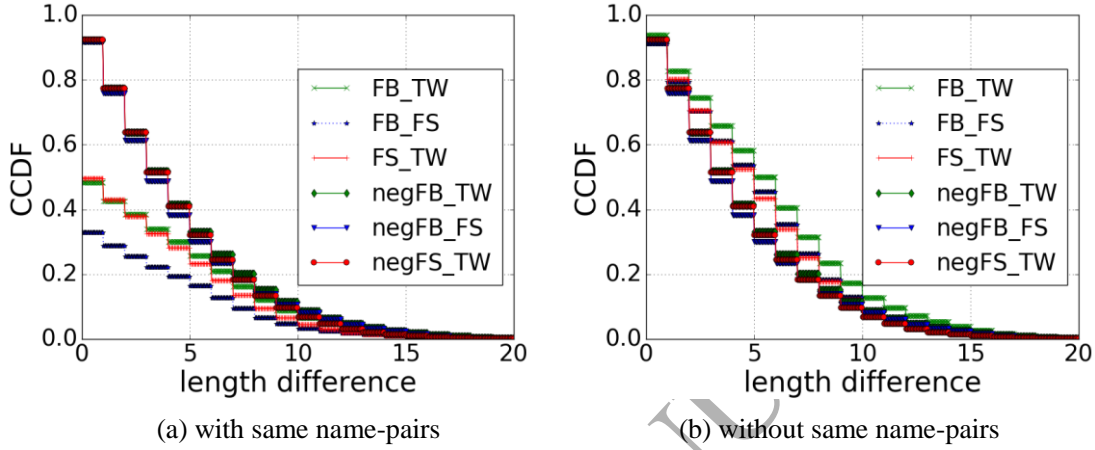 1.0
0.8
0.6
0.4
0.2
0.0
CCDF
0 5 10 15 20
length difference
FB_TW
FB_FS
FS_TW
negFB_TW
negFB_FS
negFS_TW
(a) with same name-pairs
1.0
0.8
0.6
0.4
0.2
0.0
CCDF
0 5 10 15 20
length difference
FB_TW
FB_FS
FS_TW
negFB_TW
negFB_FS
negFS_TW
(b) without same name-pairs